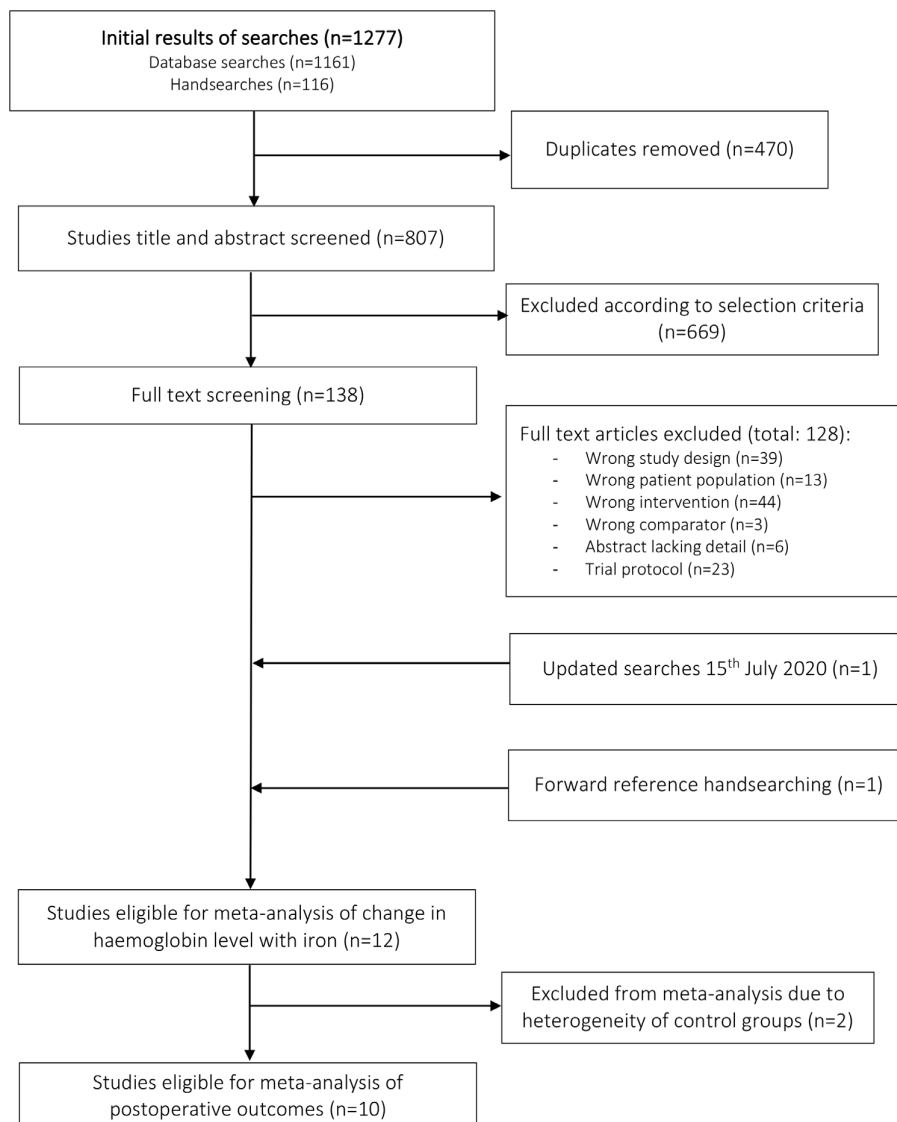 Initial results of searches (n=1277)
Database searches (n=1161)
Handsearches (n=116)
Duplicates removed (n=470)
Studies title and abstract screened (n=807)
Excluded according to selection criteria
(n=669)
Full text screening (n=138)
Full text articles excluded (total: 128):
- Wrong study design (n=39)
- Wrong patient population (n=13)
- Wrong intervention (n=44)
- Wrong comparator (n=3)
- Abstract lacking detail (n=6)
- Trial protocol (n=23)
Updated searches 15th July 2020 (n=1)
Forward reference handsearching (n=1)
Studies eligible for meta-analysis of change in
haemoglobin level with iron (n=12)
Excluded from meta-analysis due to
heterogeneity of control groups (n=2)
Studies eligible for meta-analysis of
postoperative outcomes (n=10)